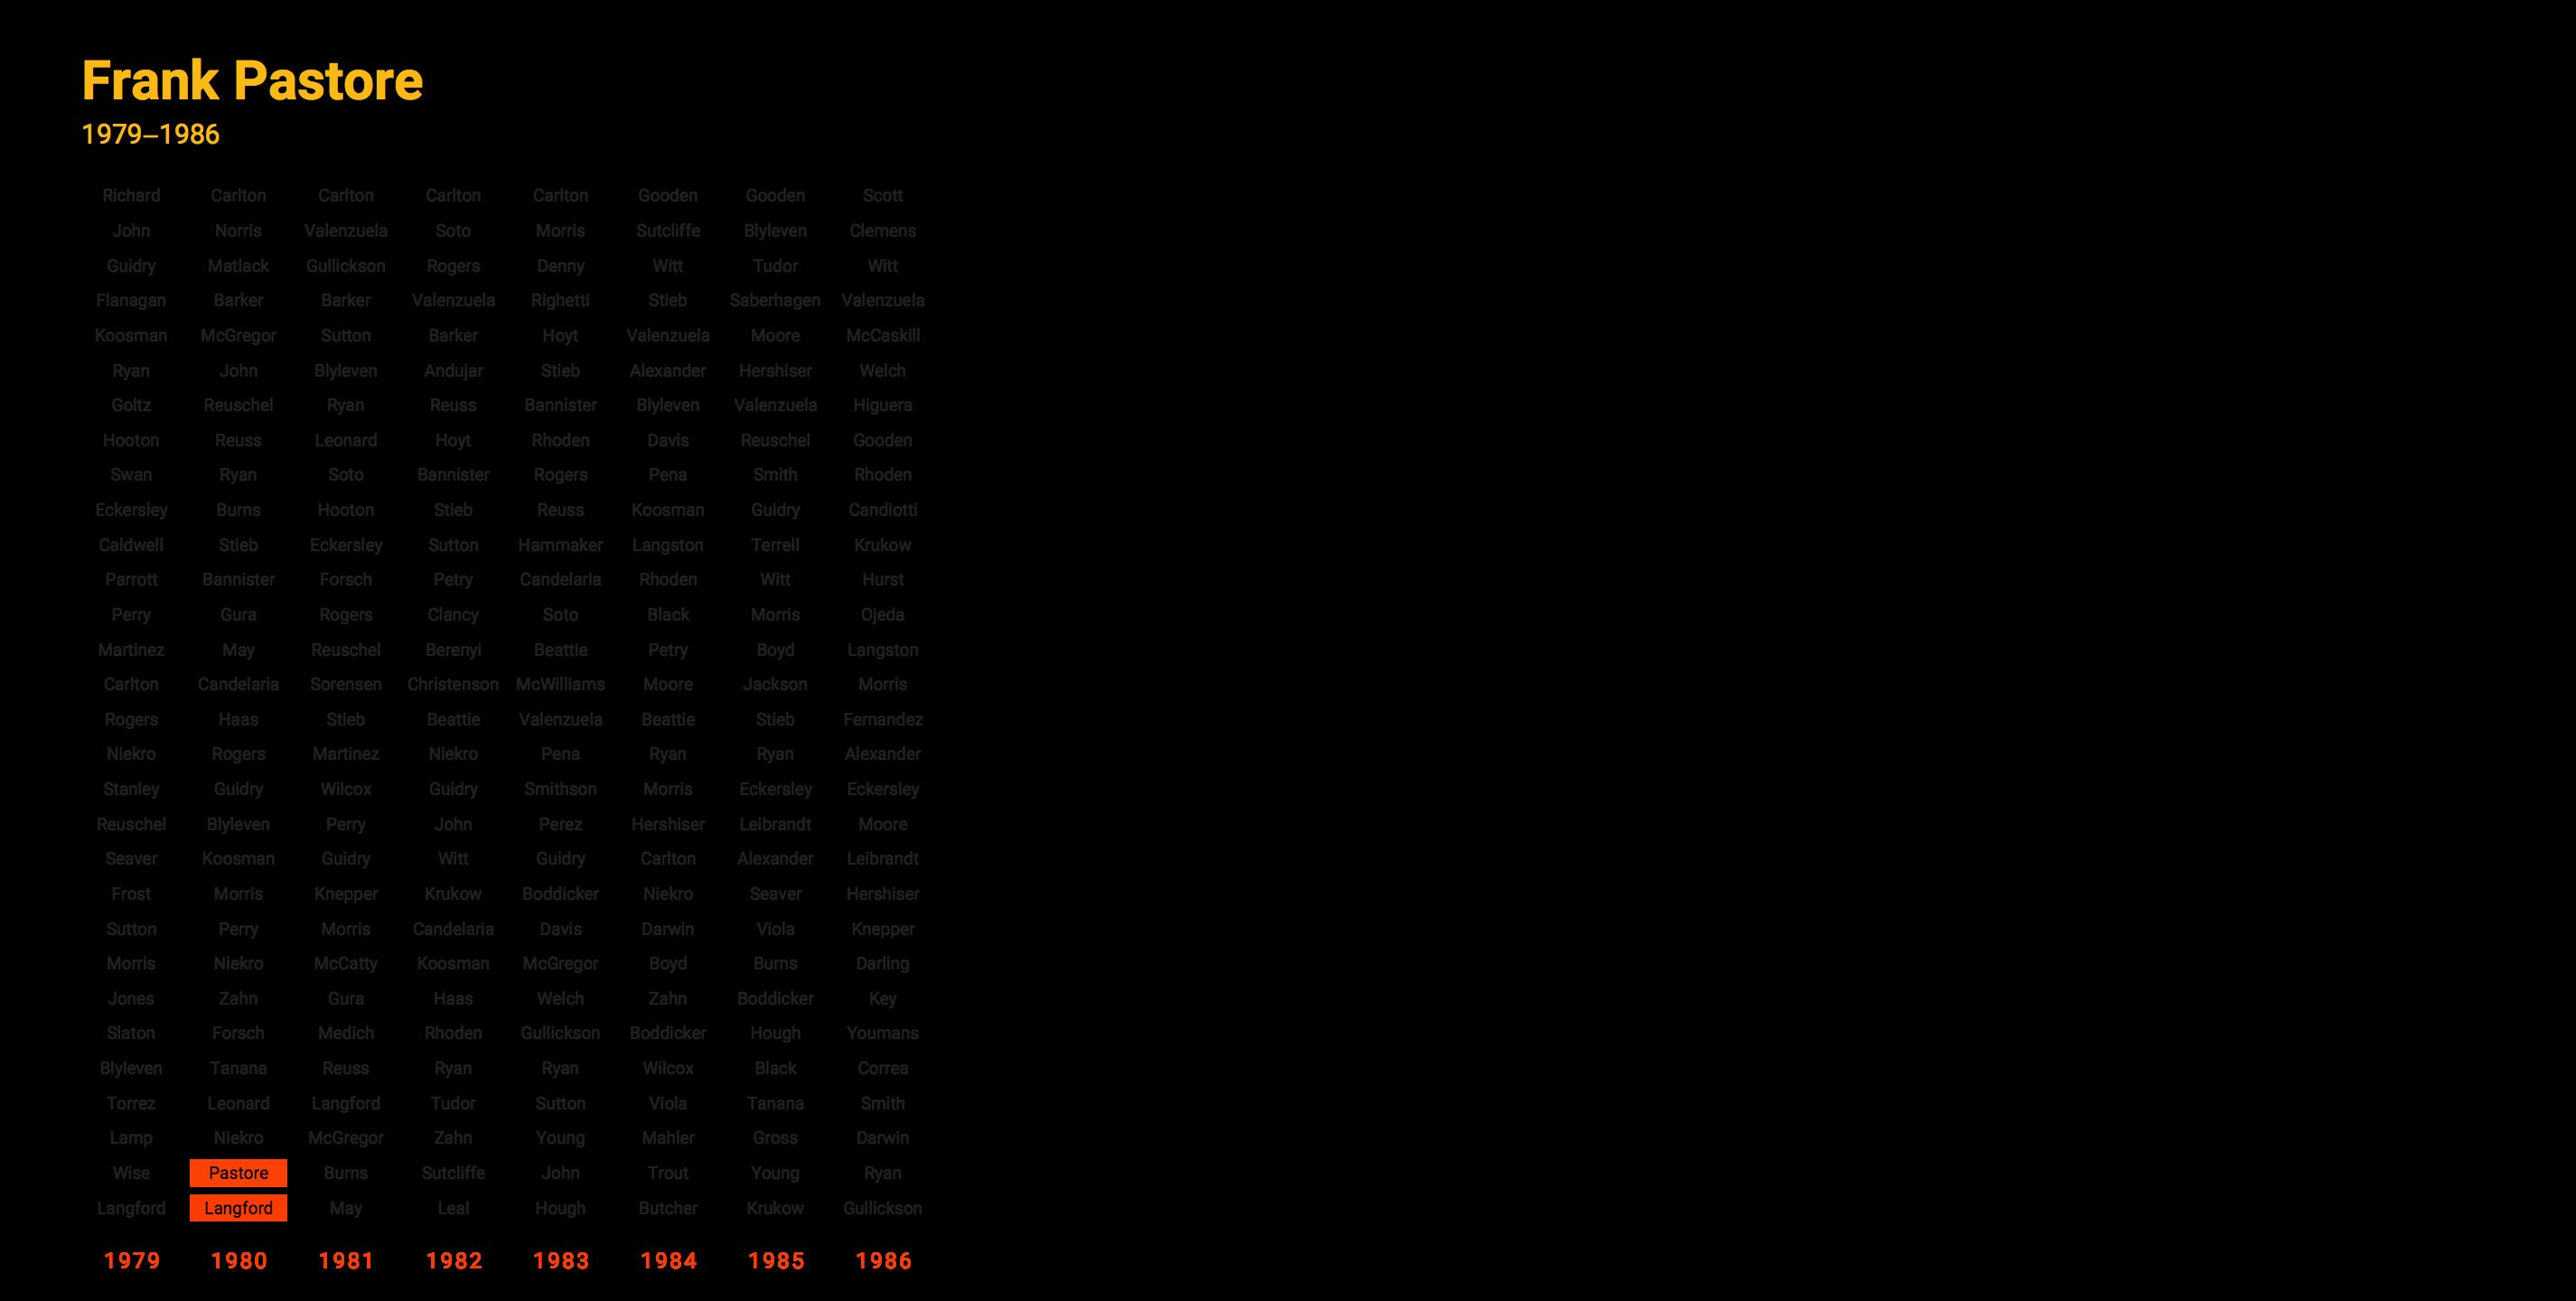 Frank Pastore
1979–1986
Richard Carlton Carlton Carlton Carlton Gooden Gooden Scott
John Norris Valenzuela Soto Morris Sutcliffe Blyleven Clemens
Guidry Matlack Gullickson Rogers Denny Witt Tudor Witt
Flanagan Barker Barker Valenzuela Righetti Stieb Saberhagen Valenzuela
Koosman McGregor Sutton Barker Hoyt Valenzuela Moore McCaskill
Ryan John Blyleven Andujar Stieb Alexander Hershiser Welch
Goltz Reuschel Ryan Reuss Bannister Blyleven Valenzuela Higuera
Hooton Reuss Leonard Hoyt Rhoden Davis Reuschel Gooden
Swan Ryan Soto Bannister Rogers Pena Smith Rhoden
Eckersley Burns Hooton Stieb Reuss Koosman Guidry Candiotti
Caldwell Stieb Eckersley Sutton Hammaker Langston Terrell Krukow
Parrott Bannister Forsch Petry Candelaria Rhoden Witt Hurst
Perry Gura Rogers Clancy Soto Black Morris Ojeda
Martinez May Reuschel Berenyi Beattie Petry Boyd Langston
Carlton Candelaria Sorensen Christenson McWilliams Moore Jackson Morris
Rogers Haas Stieb Beattie Valenzuela Beattie Stieb Fernandez
Niekro Rogers Martinez Niekro Pena Ryan Ryan Alexander
Stanley Guidry Wilcox Guidry Smithson Morris Eckersley Eckersley
Reuschel Blyleven Perry John Perez Hershiser Leibrandt Moore
Seaver Koosman Guidry Witt Guidry Carlton Alexander Leibrandt
Frost Morris Knepper Krukow Boddicker Niekro Seaver Hershiser
Sutton Perry Morris Candelaria Davis Darwin Viola Knepper
Morris Niekro McCatty Koosman McGregor Boyd Burns Darling
Jones Zahn Gura Haas Welch Zahn Boddicker Key
Slaton Forsch Medich Rhoden Gullickson Boddicker Hough Youmans
Blyleven Tanana Reuss Ryan Ryan Wilcox Black Correa
Torrez Leonard Langford Tudor Sutton Viola Tanana Smith
Lamp Niekro McGregor Zahn Young Mahler Gross Darwin
Wise Pastore Burns Sutcliffe John Trout Young Ryan
Langford Langford May Leal Hough Butcher Krukow Gullickson
1979 1980 1981 1982 1983 1984 1985 1986